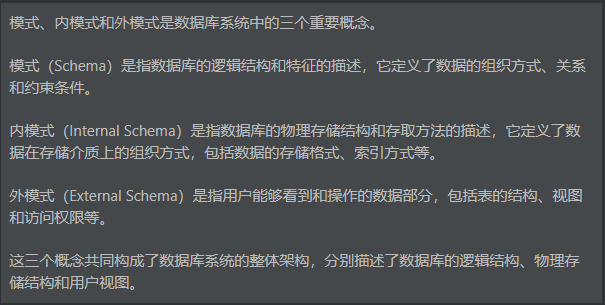 模式、内模式和外模式是数据库系统中的三个重要概念。
模式（Schema）是指数据库的逻辑结构和特征的描述，它定义了数据的组织方式、关系
和约束条件。
内模式（Internal Schema）是指数据库的物理存储结构和存取方法的描述，它定义了数
据在存储介质上的组织方式，包括数据的存储格式、索引方式等。
外模式（External Schema）是指用户能够看到和操作的数据部分，包括表的结构、视图
和访问权限等。
这三个概念共同构成了数据库系统的整体架构，分别描述了数据库的逻辑结构、物理存
储结构和用户视图。